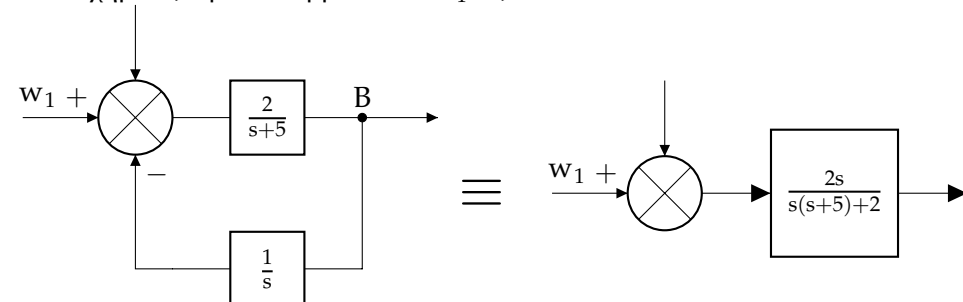 w₁ + 2/(s+5) B
−
1/s
≡
w₁ + 2s/(s(s+5)+2)